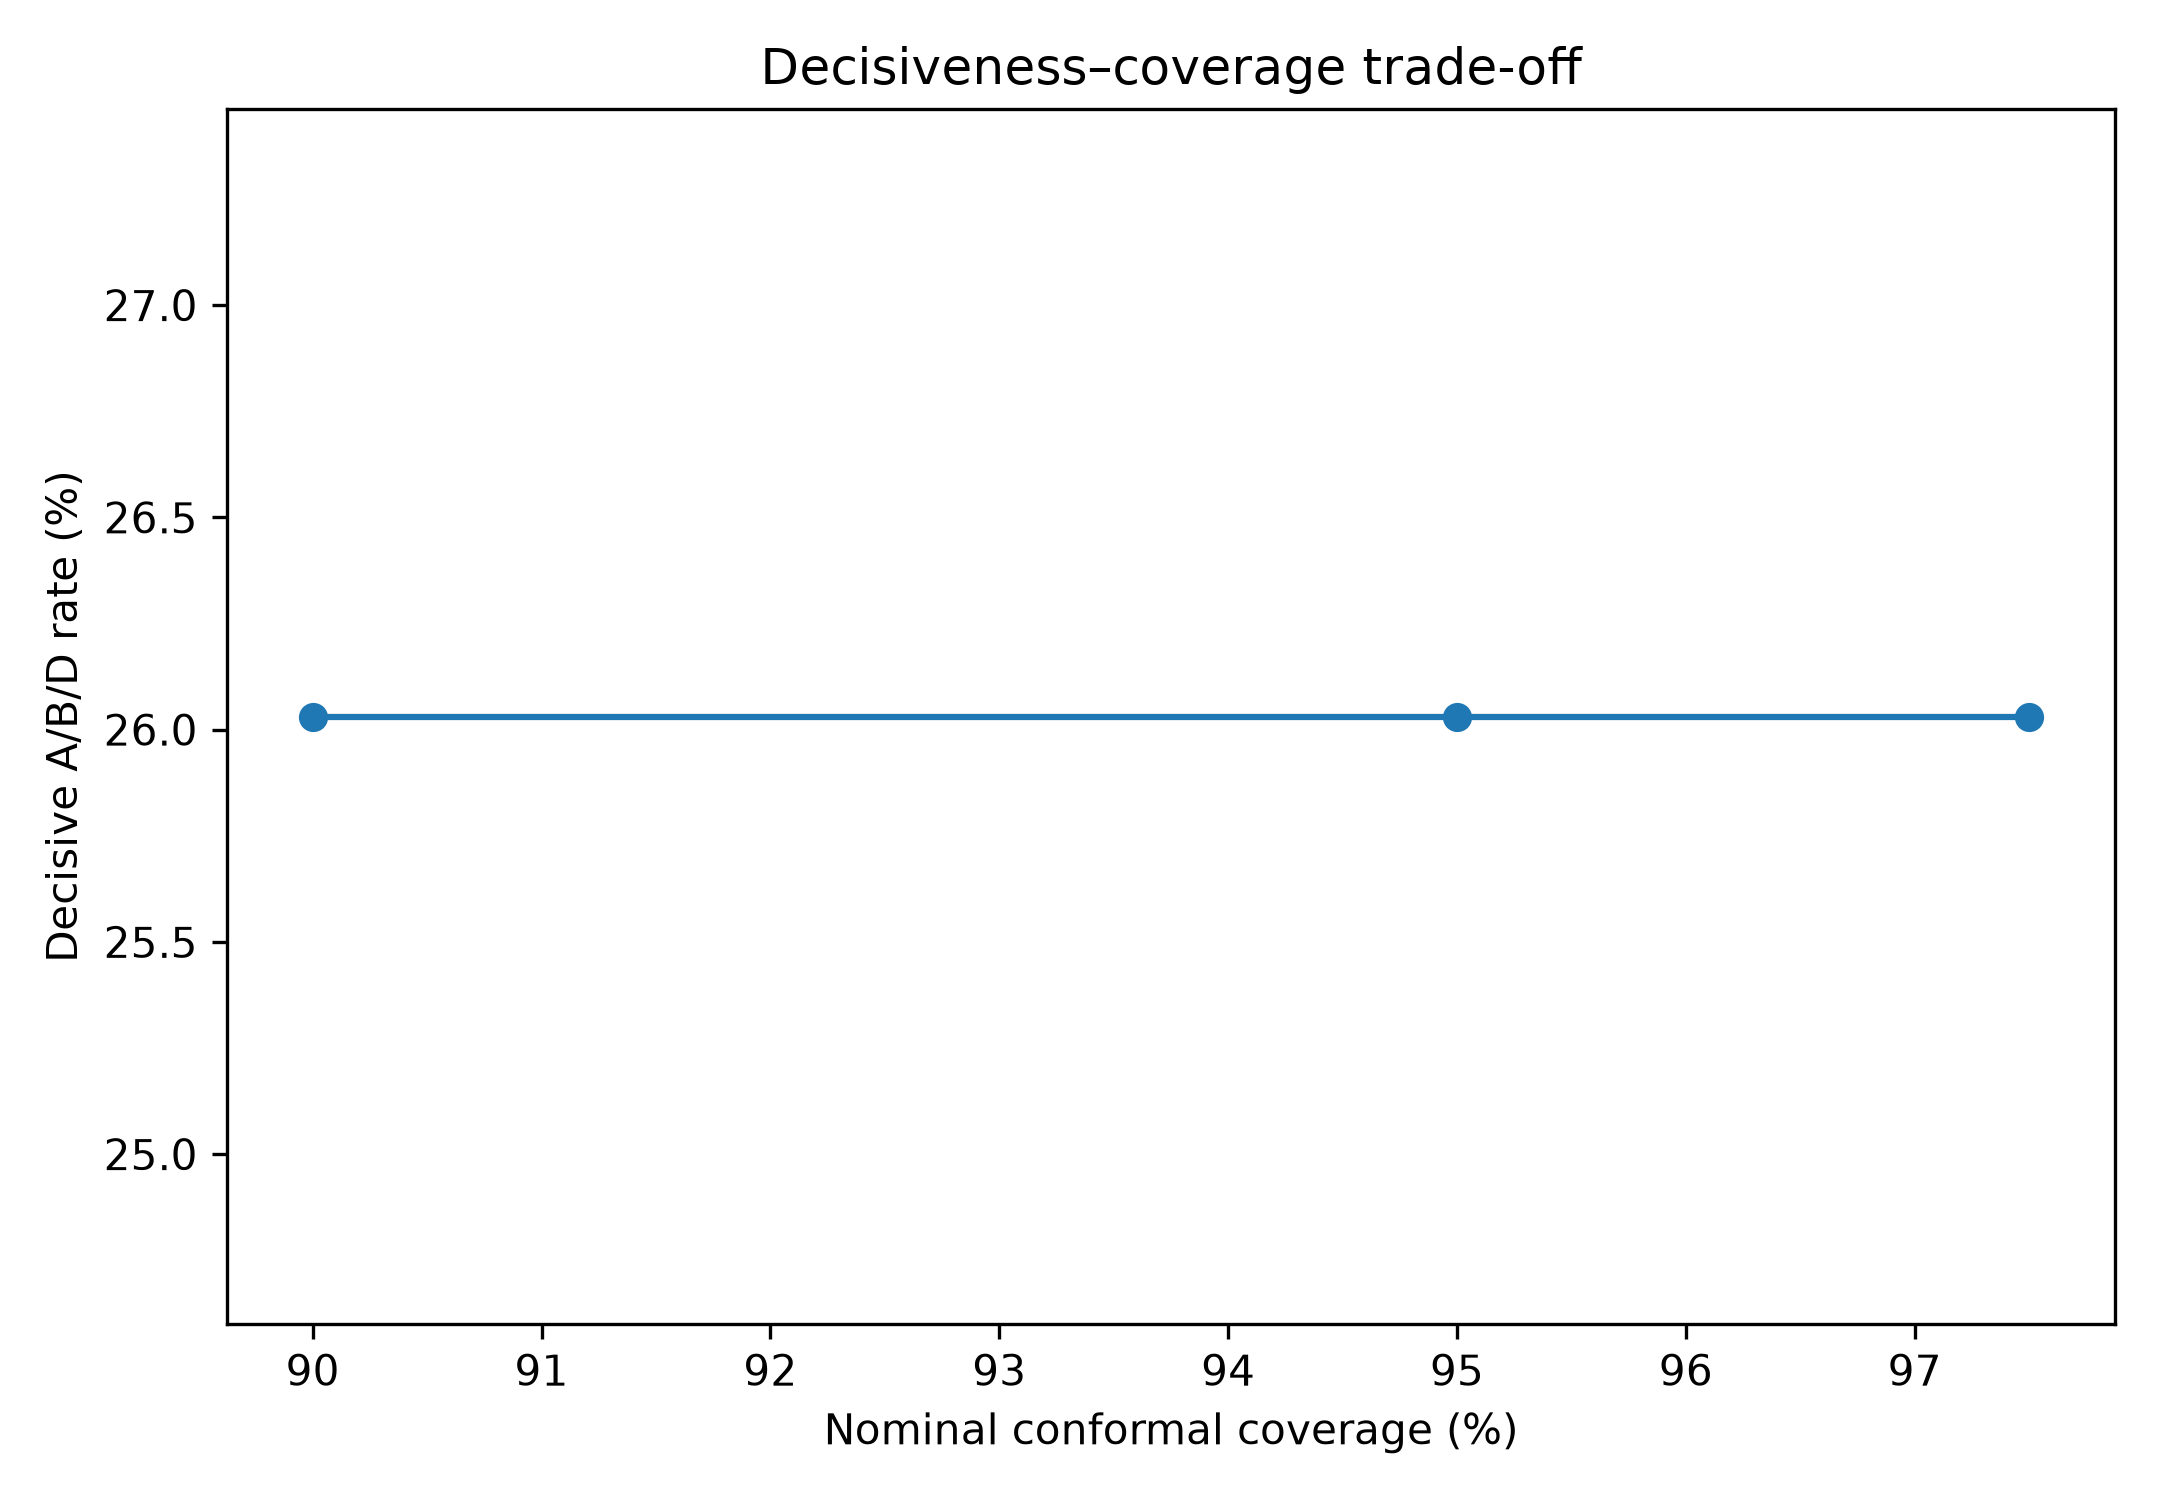 Decisiveness–coverage trade-off
Decisive A/B/D rate (%)
27.0
26.5
26.0
25.5
25.0
90 91 92 93 94 95 96 97
Nominal conformal coverage (%)